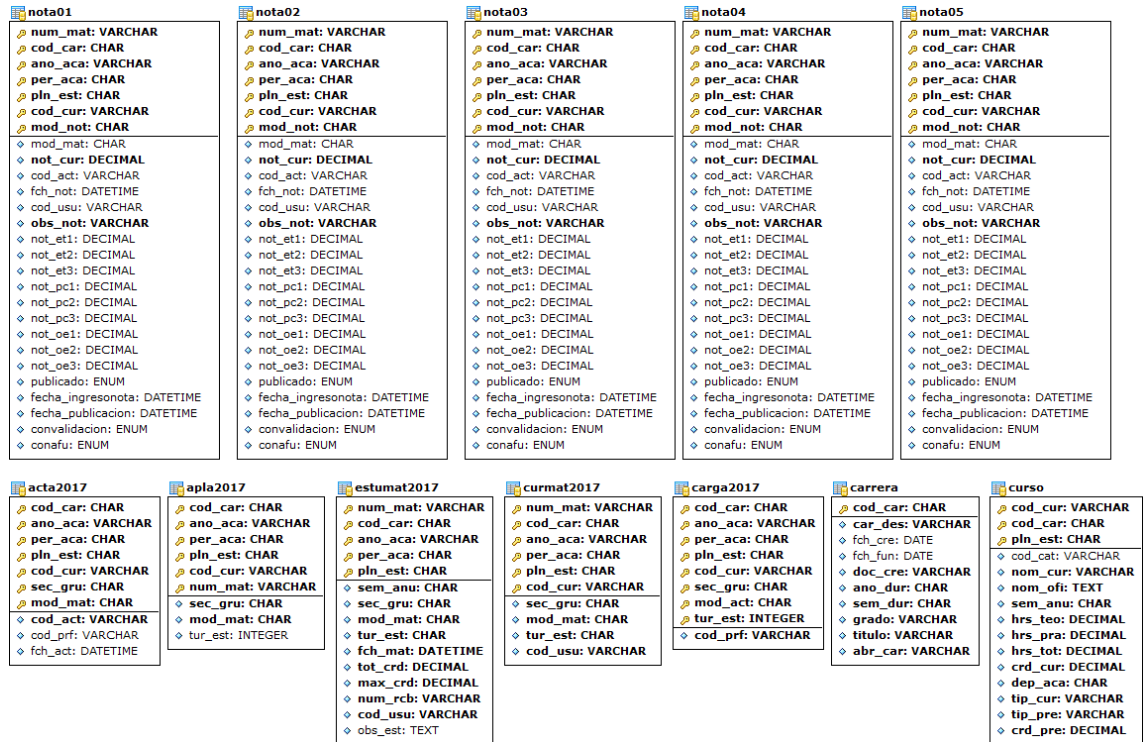 nota01
num_mat: VARCHAR
cod_car: CHAR
ano_aca: VARCHAR
per_aca: CHAR
pln_est: CHAR
cod_cur: VARCHAR
mod_not: CHAR
mod_mat: CHAR
not_cur: DECIMAL
cod_act: VARCHAR
fch_not: DATETIME
cod_usu: VARCHAR
obs_not: VARCHAR
not_et1: DECIMAL
not_et2: DECIMAL
not_et3: DECIMAL
not_pc1: DECIMAL
not_pc2: DECIMAL
not_pc3: DECIMAL
not_oe1: DECIMAL
not_oe2: DECIMAL
not_oe3: DECIMAL
publicado: ENUM
fecha_ingresonota: DATETIME
fecha_publicacion: DATETIME
convalidacion: ENUM
conafu: ENUM
nota02
num_mat: VARCHAR
cod_car: CHAR
ano_aca: VARCHAR
per_aca: CHAR
pln_est: CHAR
cod_cur: VARCHAR
mod_not: CHAR
mod_mat: CHAR
not_cur: DECIMAL
cod_act: VARCHAR
fch_not: DATETIME
cod_usu: VARCHAR
obs_not: VARCHAR
not_et1: DECIMAL
not_et2: DECIMAL
not_et3: DECIMAL
not_pc1: DECIMAL
not_pc2: DECIMAL
not_pc3: DECIMAL
not_oe1: DECIMAL
not_oe2: DECIMAL
not_oe3: DECIMAL
publicado: ENUM
fecha_ingresonota: DATETIME
fecha_publicacion: DATETIME
convalidacion: ENUM
conafu: ENUM
nota03
num_mat: VARCHAR
cod_car: CHAR
ano_aca: VARCHAR
per_aca: CHAR
pln_est: CHAR
cod_cur: VARCHAR
mod_not: CHAR
mod_mat: CHAR
not_cur: DECIMAL
cod_act: VARCHAR
fch_not: DATETIME
cod_usu: VARCHAR
obs_not: VARCHAR
not_et1: DECIMAL
not_et2: DECIMAL
not_et3: DECIMAL
not_pc1: DECIMAL
not_pc2: DECIMAL
not_pc3: DECIMAL
not_oe1: DECIMAL
not_oe2: DECIMAL
not_oe3: DECIMAL
publicado: ENUM
fecha_ingresonota: DATETIME
fecha_publicacion: DATETIME
convalidacion: ENUM
conafu: ENUM
nota04
num_mat: VARCHAR
cod_car: CHAR
ano_aca: VARCHAR
per_aca: CHAR
pln_est: CHAR
cod_cur: VARCHAR
mod_not: CHAR
mod_mat: CHAR
not_cur: DECIMAL
cod_act: VARCHAR
fch_not: DATETIME
cod_usu: VARCHAR
obs_not: VARCHAR
not_et1: DECIMAL
not_et2: DECIMAL
not_et3: DECIMAL
not_pc1: DECIMAL
not_pc2: DECIMAL
not_pc3: DECIMAL
not_oe1: DECIMAL
not_oe2: DECIMAL
not_oe3: DECIMAL
publicado: ENUM
fecha_ingresonota: DATETIME
fecha_publicacion: DATETIME
convalidacion: ENUM
conafu: ENUM
nota05
num_mat: VARCHAR
cod_car: CHAR
ano_aca: VARCHAR
per_aca: CHAR
pln_est: CHAR
cod_cur: VARCHAR
mod_not: CHAR
mod_mat: CHAR
not_cur: DECIMAL
cod_act: VARCHAR
fch_not: DATETIME
cod_usu: VARCHAR
obs_not: VARCHAR
not_et1: DECIMAL
not_et2: DECIMAL
not_et3: DECIMAL
not_pc1: DECIMAL
not_pc2: DECIMAL
not_pc3: DECIMAL
not_oe1: DECIMAL
not_oe2: DECIMAL
not_oe3: DECIMAL
publicado: ENUM
fecha_ingresonota: DATETIME
fecha_publicacion: DATETIME
convalidacion: ENUM
conafu: ENUM
acta2017
cod_car: CHAR
ano_aca: VARCHAR
per_aca: CHAR
pln_est: CHAR
cod_cur: VARCHAR
sec_gru: CHAR
mod_mat: CHAR
cod_act: VARCHAR
cod_prf: VARCHAR
fch_act: DATETIME
apla2017
cod_car: CHAR
ano_aca: VARCHAR
per_aca: CHAR
pln_est: CHAR
cod_cur: VARCHAR
num_mat: VARCHAR
sec_gru: CHAR
mod_mat: CHAR
tur_est: INTEGER
estumat2017
num_mat: VARCHAR
cod_car: CHAR
ano_aca: VARCHAR
per_aca: CHAR
pln_est: CHAR
sem_anu: CHAR
sec_gru: CHAR
mod_mat: CHAR
tur_est: CHAR
fch_mat: DATETIME
tot_crd: DECIMAL
max_crd: DECIMAL
num_rcb: VARCHAR
cod_usu: VARCHAR
obs_est: TEXT
curmat2017
num_mat: VARCHAR
cod_car: CHAR
ano_aca: VARCHAR
per_aca: CHAR
pln_est: CHAR
cod_cur: VARCHAR
sec_gru: CHAR
mod_mat: CHAR
tur_est: CHAR
cod_usu: VARCHAR
carga2017
cod_car: CHAR
ano_aca: VARCHAR
per_aca: CHAR
pln_est: CHAR
cod_cur: VARCHAR
sec_gru: CHAR
mod_act: CHAR
tur_est: INTEGER
cod_prf: VARCHAR
carrera
cod_car: CHAR
car_des: VARCHAR
fch_cre: DATE
fch_fun: DATE
doc_cre: VARCHAR
ano_dur: CHAR
sem_dur: CHAR
grado: VARCHAR
titulo: VARCHAR
abr_car: VARCHAR
curso
cod_cur: VARCHAR
cod_car: CHAR
pln_est: CHAR
cod_cat: VARCHAR
nom_cur: VARCHAR
nom_ofi: TEXT
sem_anu: CHAR
hrs_teo: DECIMAL
hrs_pra: DECIMAL
hrs_tot: DECIMAL
crd_cur: DECIMAL
dep_aca: CHAR
tip_cur: VARCHAR
tip_pre: VARCHAR
crd_pre: DECIMAL